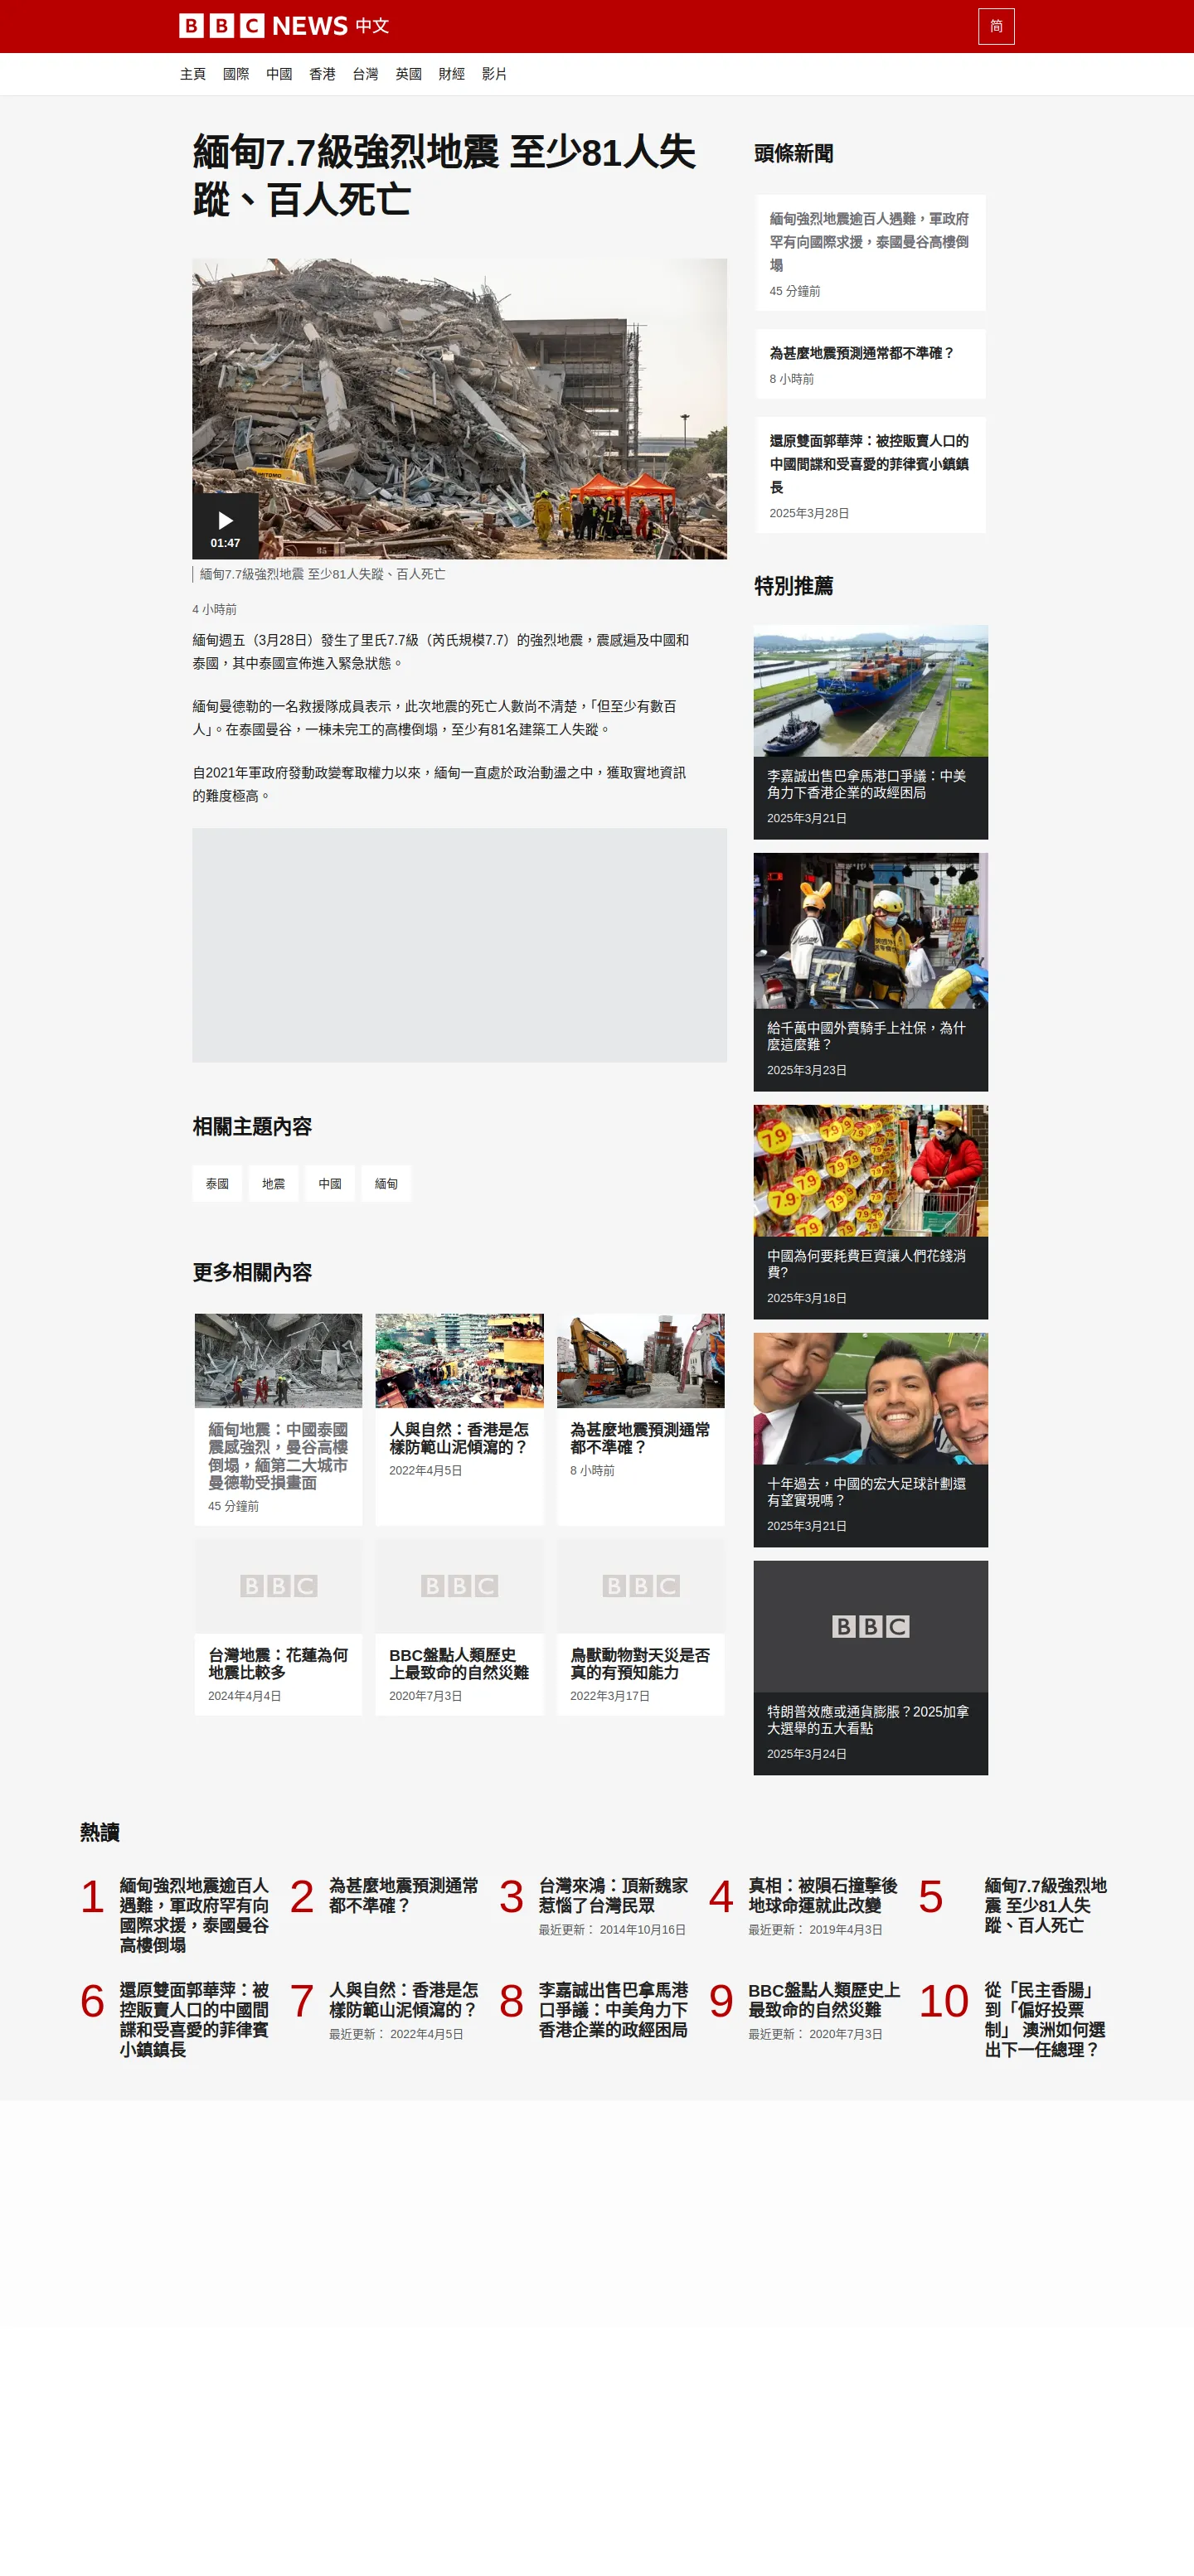 BBC NEWS 中文
简
主頁 國際 中國 香港 台灣 英國 財經 影片
緬甸7.7級強烈地震 至少81人失
蹤、百人死亡
01:47
緬甸7.7級強烈地震 至少81人失蹤、百人死亡
4 小時前
緬甸週五（3月28日）發生了里氏7.7級（芮氏規模7.7）的強烈地震，震感遍及中國和
泰國，其中泰國宣佈進入緊急狀態。
緬甸曼德勒的一名救援隊成員表示，此次地震的死亡人數尚不清楚，「但至少有數百
人」。在泰國曼谷，一棟未完工的高樓倒塌，至少有81名建築工人失蹤。
自2021年軍政府發動政變奪取權力以來，緬甸一直處於政治動盪之中，獲取實地資訊
的難度極高。
相關主題內容
泰國 地震 中國 緬甸
更多相關內容
緬甸地震：中國泰國
震感強烈，曼谷高樓
倒塌，緬第二大城市
曼德勒受損畫面
45 分鐘前
人與自然：香港是怎
樣防範山泥傾瀉的？
2022年4月5日
為甚麼地震預測通常
都不準確？
8 小時前
BBC
台灣地震：花蓮為何
地震比較多
2024年4月4日
BBC
BBC盤點人類歷史
上最致命的自然災難
2020年7月3日
BBC
鳥獸動物對天災是否
真的有預知能力
2022年3月17日
頭條新聞
緬甸強烈地震逾百人遇難，軍政府
罕有向國際求援，泰國曼谷高樓倒
塌
45 分鐘前
為甚麼地震預測通常都不準確？
8 小時前
還原雙面郭華萍：被控販賣人口的
中國間諜和受喜愛的菲律賓小鎮鎮
長
2025年3月28日
特別推薦
李嘉誠出售巴拿馬港口爭議：中美
角力下香港企業的政經困局
2025年3月21日
給千萬中國外賣騎手上社保，為什
麼這麼難？
2025年3月23日
7.9
中國為何要耗費巨資讓人們花錢消
費?
2025年3月18日
十年過去，中國的宏大足球計劃還
有望實現嗎？
2025年3月21日
BBC
特朗普效應或通貨膨脹？2025加拿
大選舉的五大看點
2025年3月24日
熱讀
1
緬甸強烈地震逾百人
遇難，軍政府罕有向
國際求援，泰國曼谷
高樓倒塌
2
為甚麼地震預測通常
都不準確？
3
台灣來鴻：頂新魏家
惹惱了台灣民眾
最近更新： 2014年10月16日
4
真相：被隕石撞擊後
地球命運就此改變
最近更新： 2019年4月3日
5
緬甸7.7級強烈地
震 至少81人失
蹤、百人死亡
6
還原雙面郭華萍：被
控販賣人口的中國間
諜和受喜愛的菲律賓
小鎮鎮長
7
人與自然：香港是怎
樣防範山泥傾瀉的？
最近更新： 2022年4月5日
8
李嘉誠出售巴拿馬港
口爭議：中美角力下
香港企業的政經困局
9
BBC盤點人類歷史上
最致命的自然災難
最近更新： 2020年7月3日
10
從「民主香腸」
到「偏好投票
制」 澳洲如何選
出下一任總理？